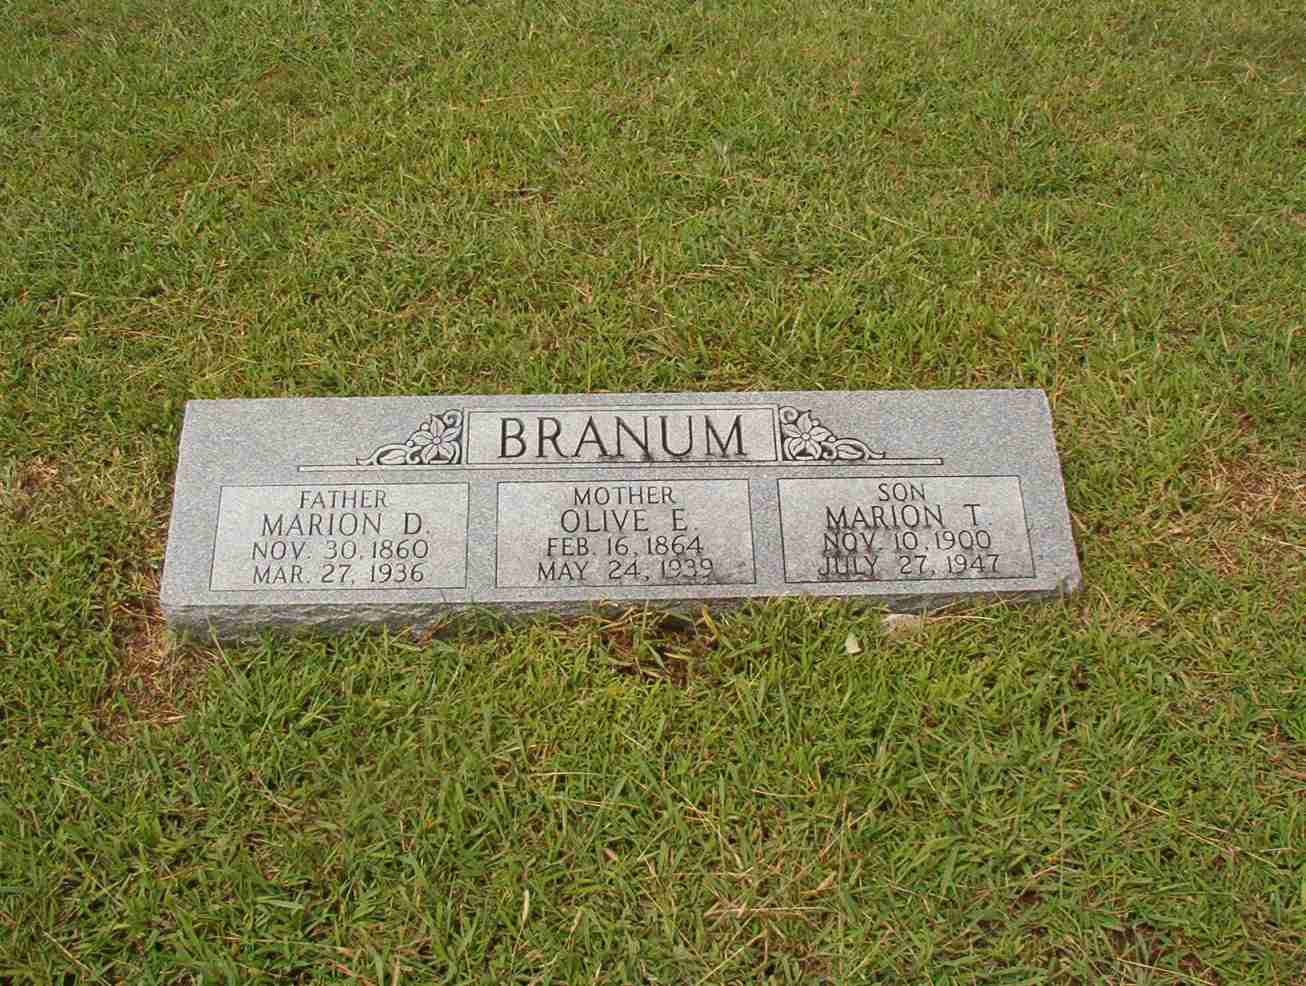 BRANUM
FATHER
MARION D.
NOV. 30, 1860
MAR. 27, 1936
MOTHER
OLIVE E.
FEB. 16, 1864
MAY 24, 1939
SON
MARION T.
NOV. 10, 1900
JULY 27, 1947